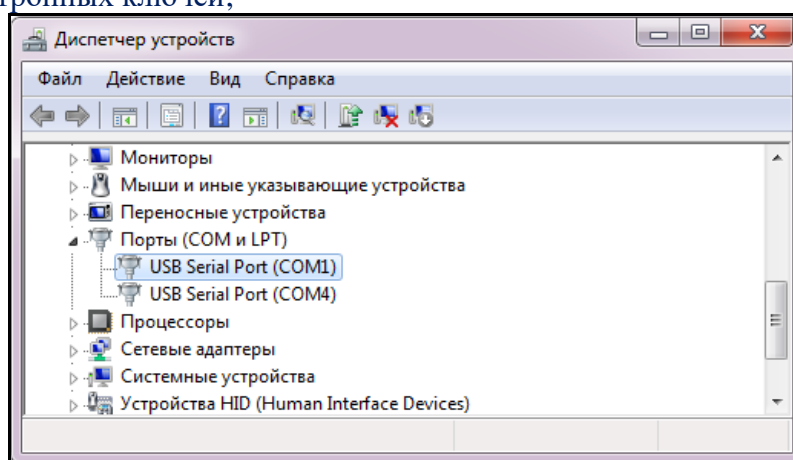 ключей;
Диспетчер устройств
Файл Действие Вид Справка
Мониторы
Мыши и иные указывающие устройства
Переносные устройства
Порты (COM и LPT)
USB Serial Port (COM1)
USB Serial Port (COM4)
Процессоры
Сетевые адаптеры
Системные устройства
Устройства HID (Human Interface Devices)